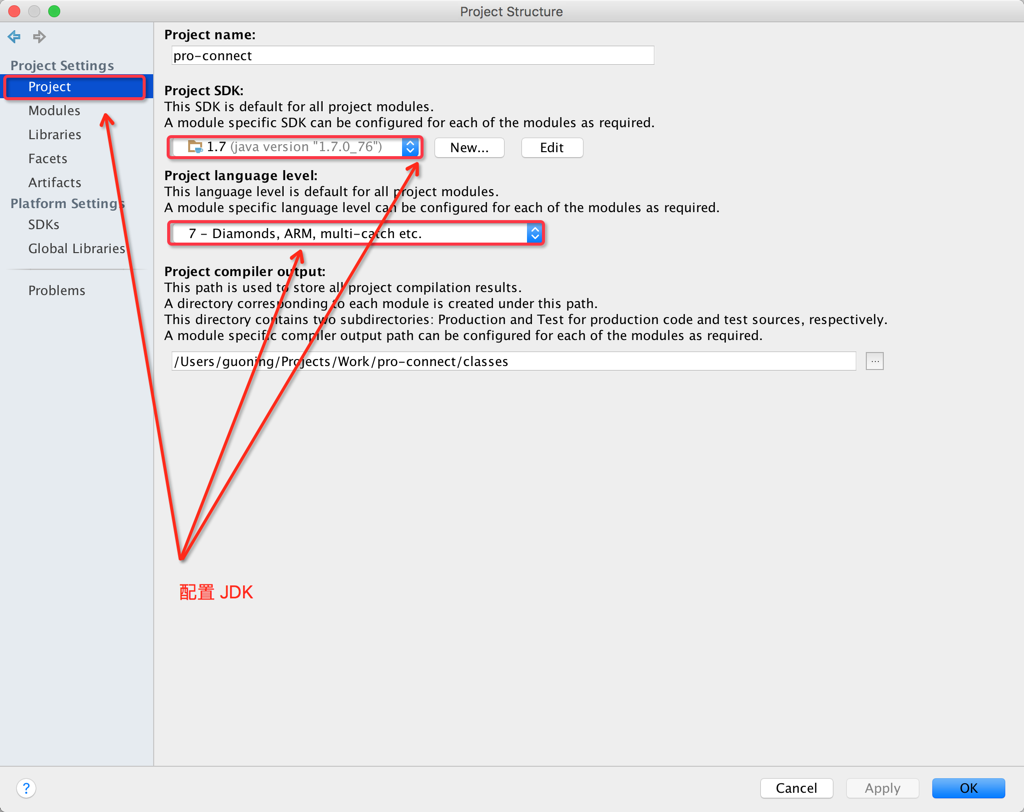 Project Structure
Project Settings
Project
Modules
Libraries
Facets
Artifacts
Platform Settings
SDKs
Global Libraries
Problems
Project name:
pro-connect
Project SDK:
This SDK is default for all project modules.
A module specific SDK can be configured for each of the modules as required.
1.7 (java version "1.7.0_76")
New...
Edit
Project language level:
This language level is default for all project modules.
A module specific language level can be configured for each of the modules as required.
7 - Diamonds, ARM, multi-catch etc.
Project compiler output:
This path is used to store all project compilation results.
A directory corresponding to each module is created under this path.
This directory contains two subdirectories: Production and Test for production code and test sources, respectively.
A module specific compiler output path can be configured for each of the modules as required.
/Users/guoning/Projects/Work/pro-connect/classes
...
配置 JDK
?
Cancel
Apply
OK